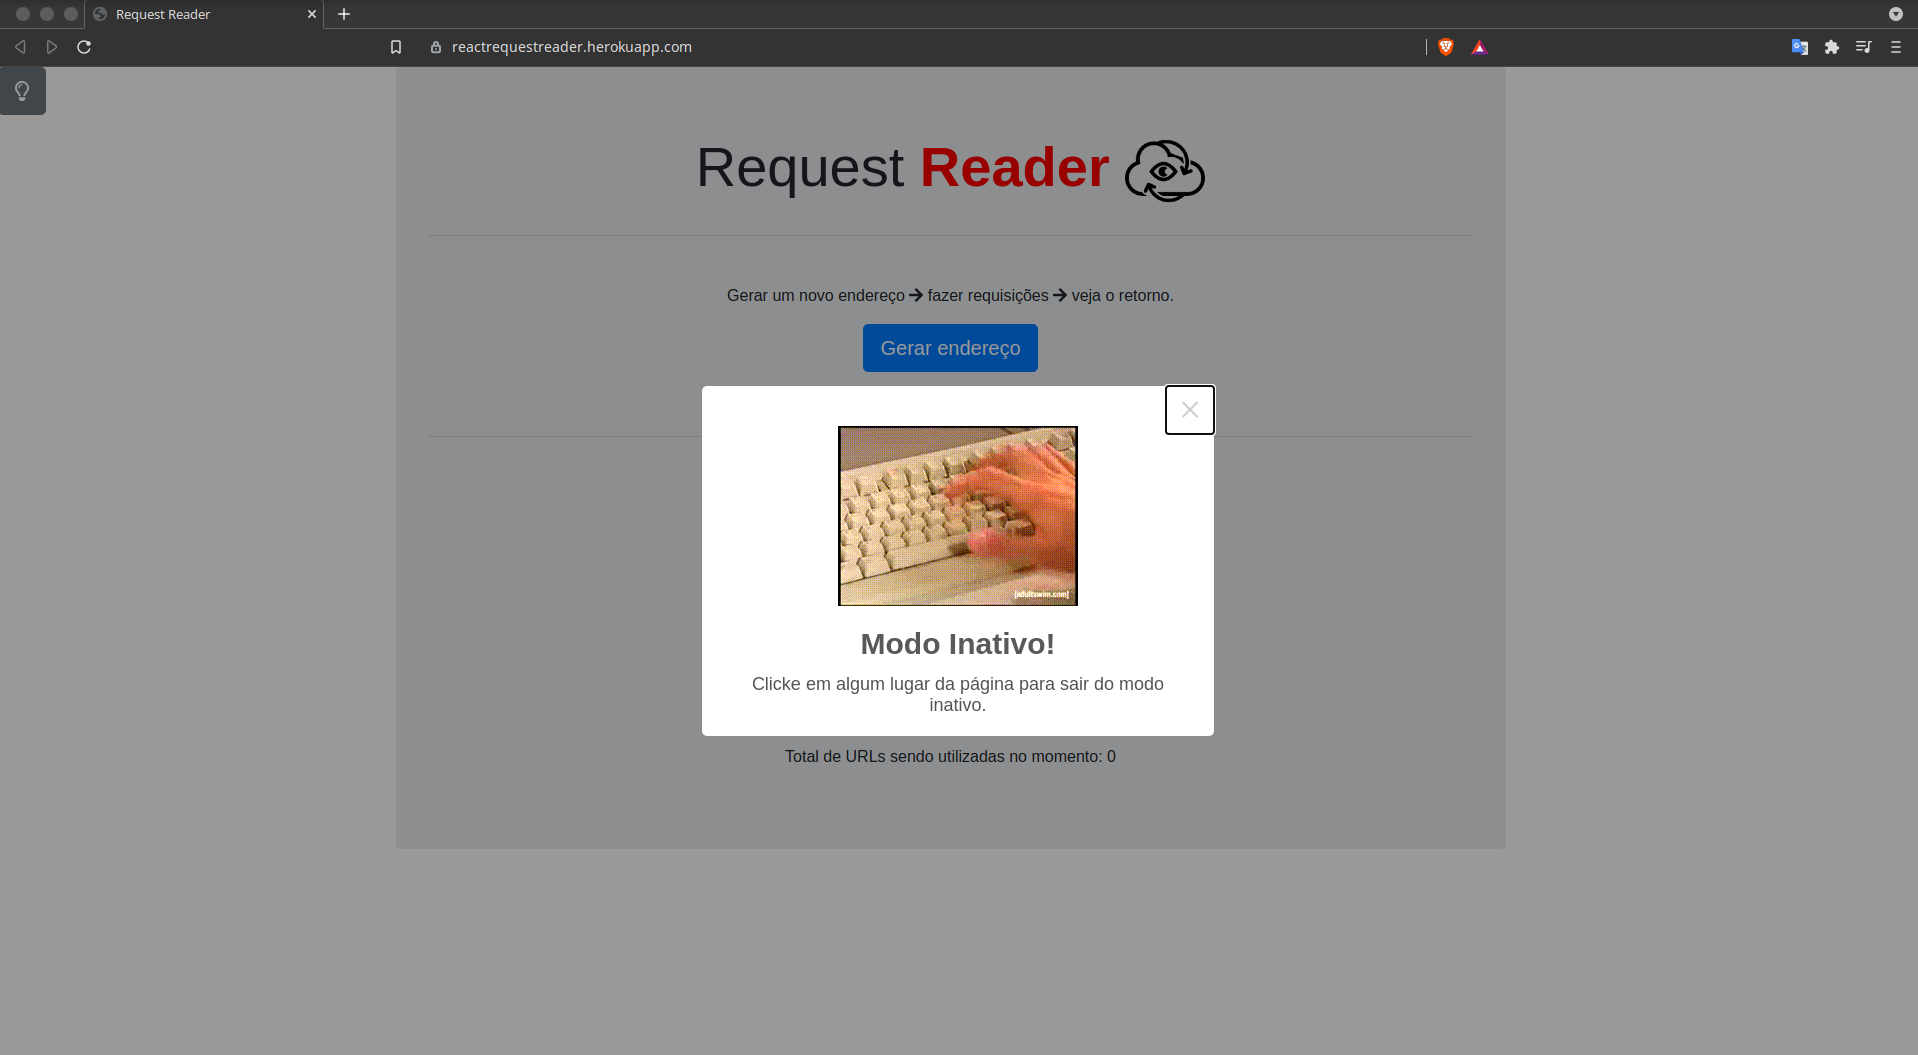 Request Reader
reactrequestreader.herokuapp.com
Request Reader
Gerar um novo endereço → fazer requisições → veja o retorno.
Gerar endereço
[adultswim.com]
Modo Inativo!
Clicke em algum lugar da página para sair do modo
inativo.
Total de URLs sendo utilizadas no momento: 0